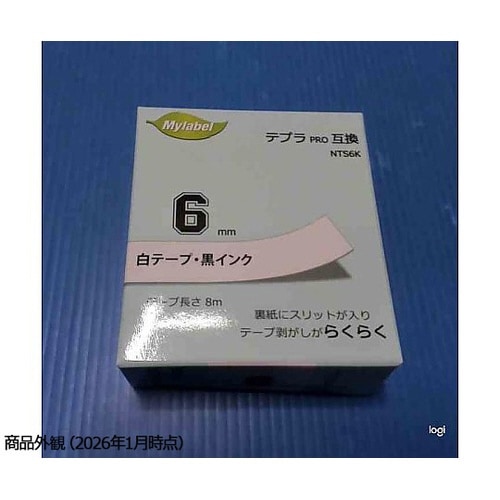 Mylabel
テプラ PRO 互換
NTS6K
6 mm
白テープ・黒インク
テープ長さ 8m
裏紙にスリットが入り
テープ剥がしがらくらく
logi
商品外観（2026年1月時点）